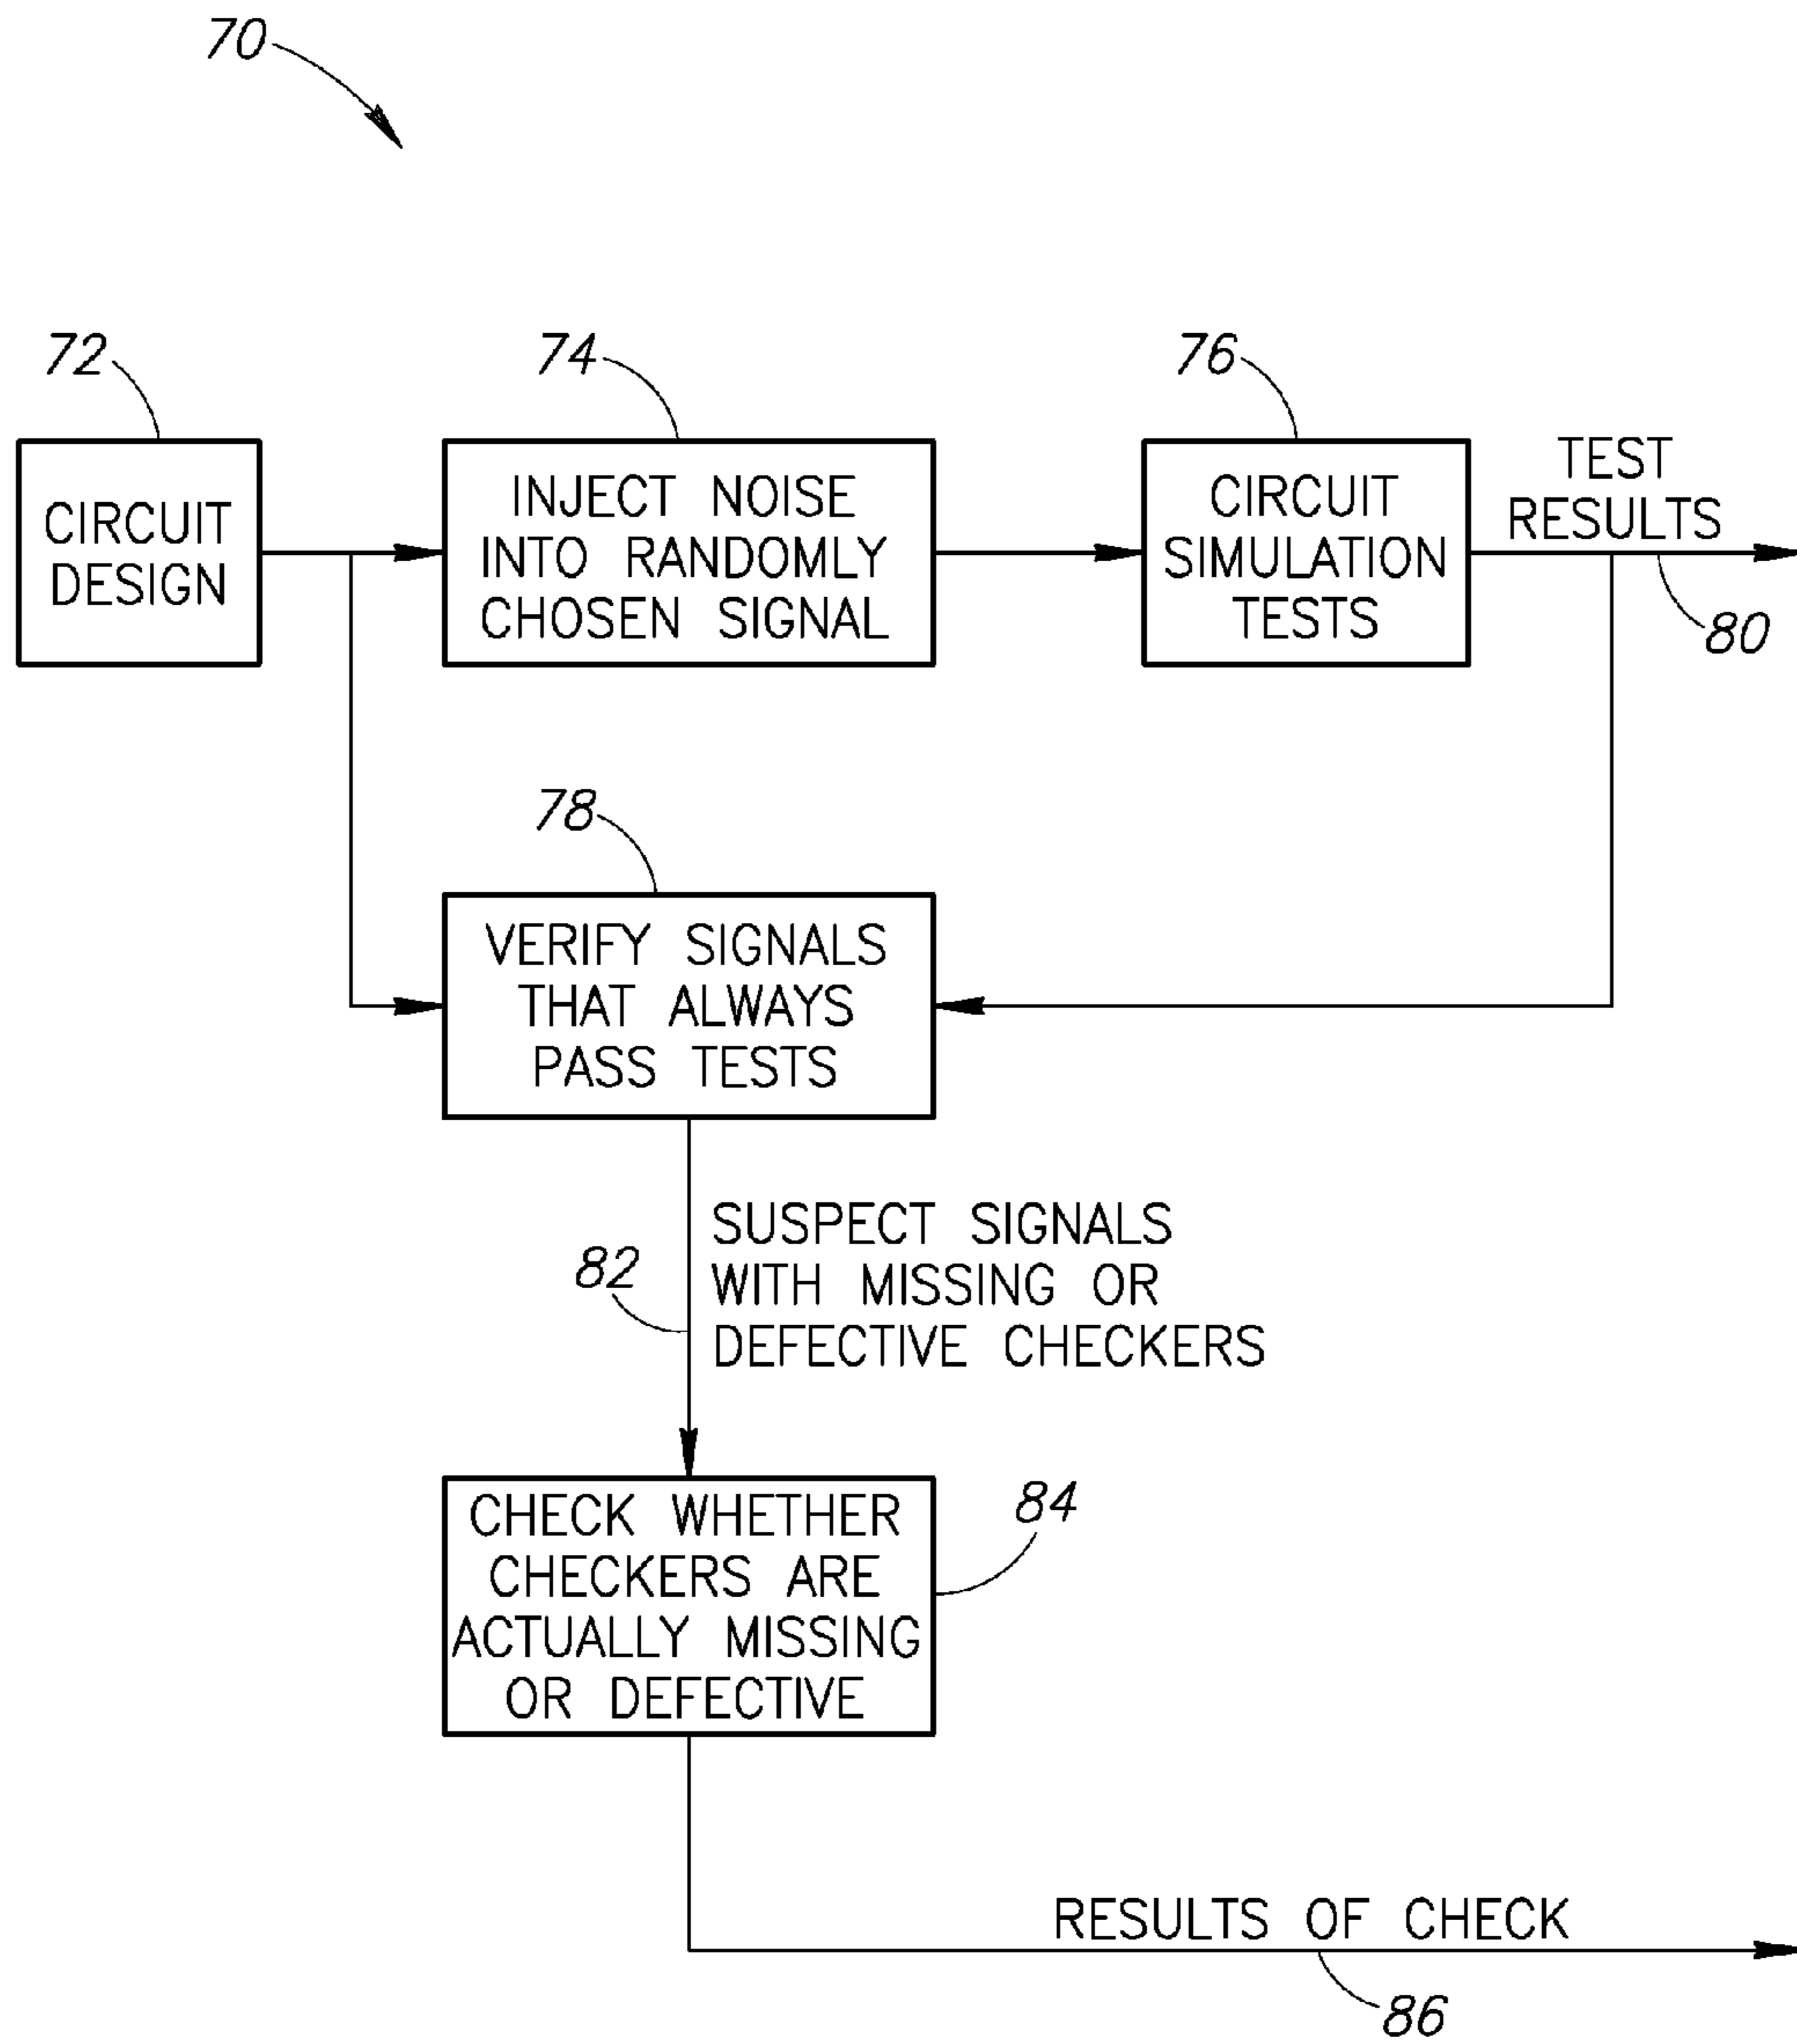 70
72
74
76
CIRCUIT
DESIGN
INJECT NOISE
INTO RANDOMLY
CHOSEN SIGNAL
CIRCUIT
SIMULATION
TESTS
TEST
RESULTS
80
78
VERIFY SIGNALS
THAT ALWAYS
PASS TESTS
82
SUSPECT SIGNALS
WITH MISSING OR
DEFECTIVE CHECKERS
84
CHECK WHETHER
CHECKERS ARE
ACTUALLY MISSING
OR DEFECTIVE
RESULTS OF CHECK
86